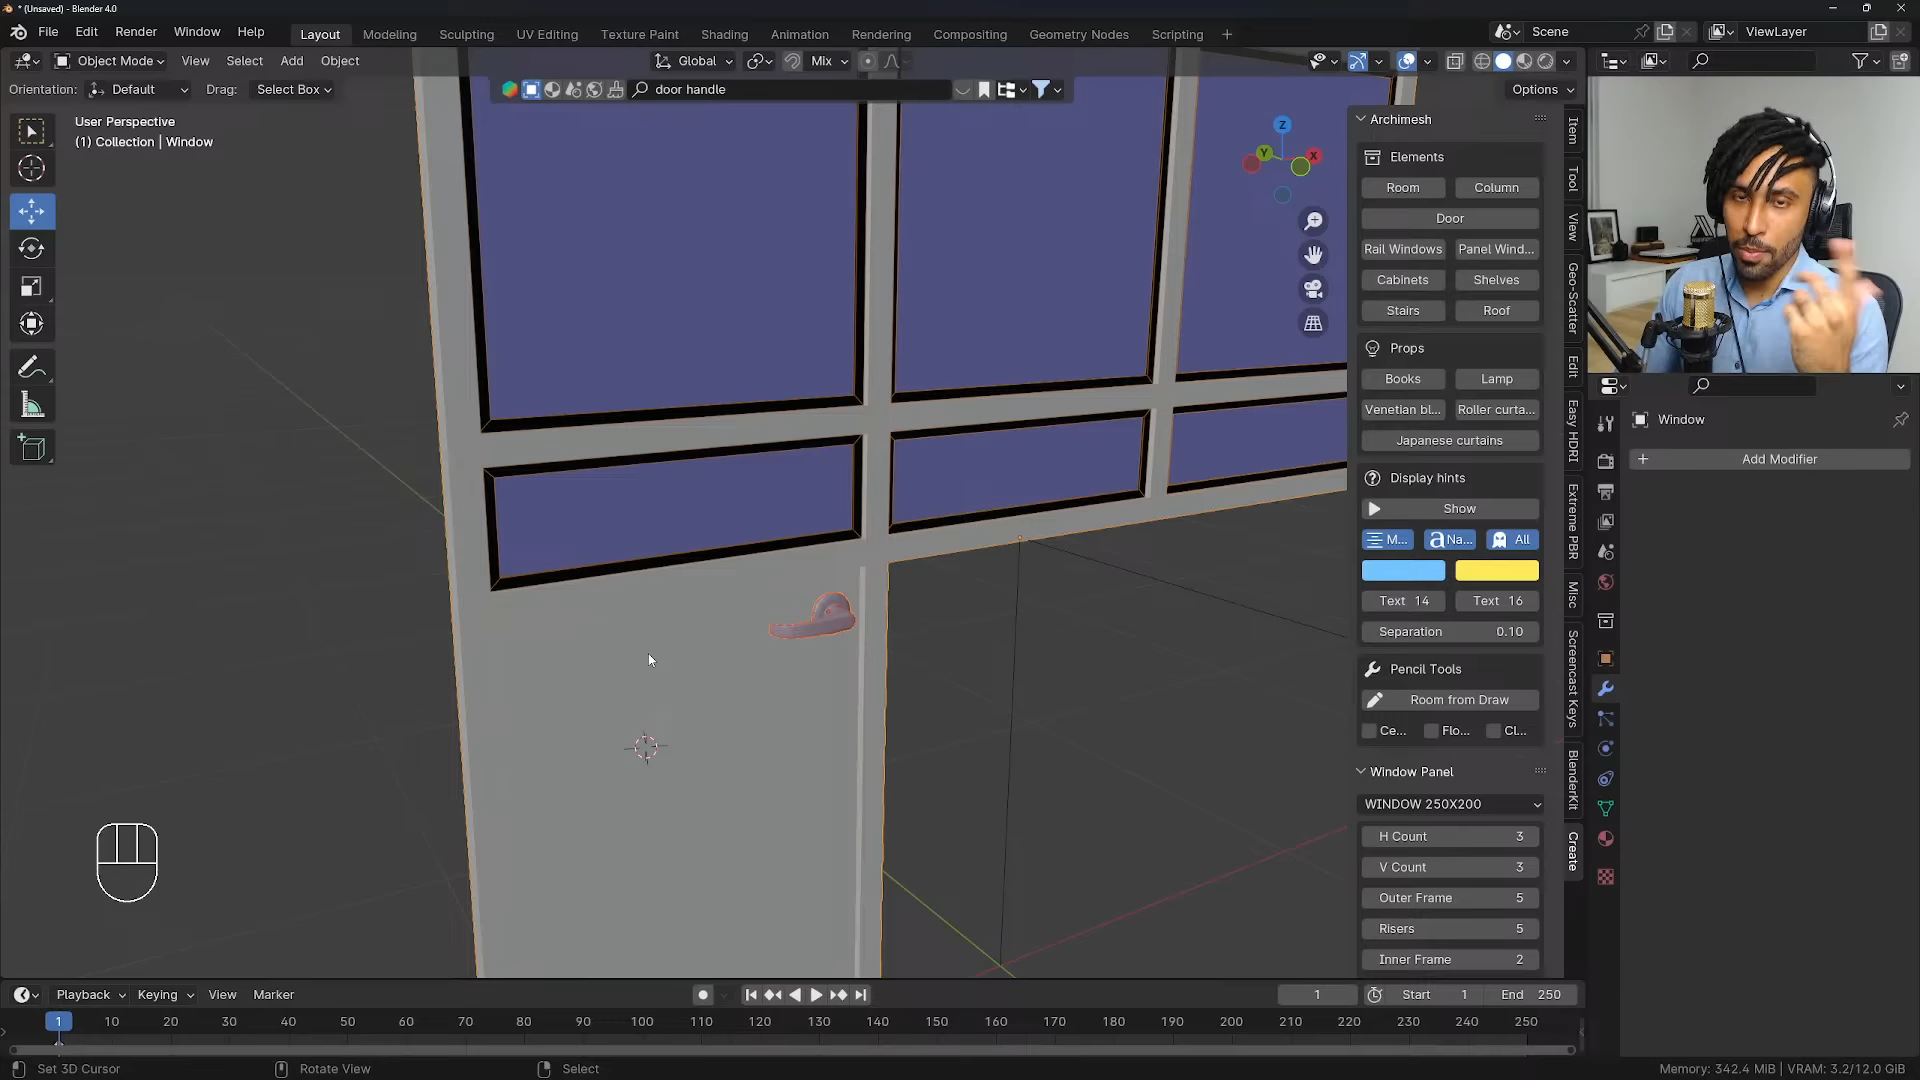 * (Unsaved) - Blender 4.0
File Edit Render Window Help Layout Modeling Sculpting UV Editing Texture Paint Shading Animation Rendering Compositing Geometry Nodes Scripting + Scene ViewLayer
Object Mode View Select Add Object Global Mix
Orientation: Default Drag: Select Box door handle Options
User Perspective
(1) Collection | Window
Z
Y X
Archimesh
Elements
Room Column
Door
Rail Windows Panel Wind...
Cabinets Shelves
Stairs Roof
Props
Books Lamp
Venetian bl... Roller curta...
Japanese curtains
Display hints
Show
M... a Na... All
Text 14 Text 16
Separation 0.10
Pencil Tools
Room from Draw
Ce... Flo... Cl...
Window Panel
WINDOW 250X200
H Count 3
V Count 3
Outer Frame 5
Risers 5
Inner Frame 2
Item
Tool
View
Geo-Scatter
Edit
Easy HDRI
Extreme PBR
Misc
Screencast Keys
BlenderKit
Create
Window
+ Add Modifier
Playback Keying View Marker 1 Start 1 End 250
1 10 20 30 40 50 60 70 80 90 100 110 120 130 140 150 160 170 180 190 200 210 220 230 240 250
Set 3D Cursor Rotate View Select Memory: 342.4 MiB | VRAM: 3.2/12.0 GiB